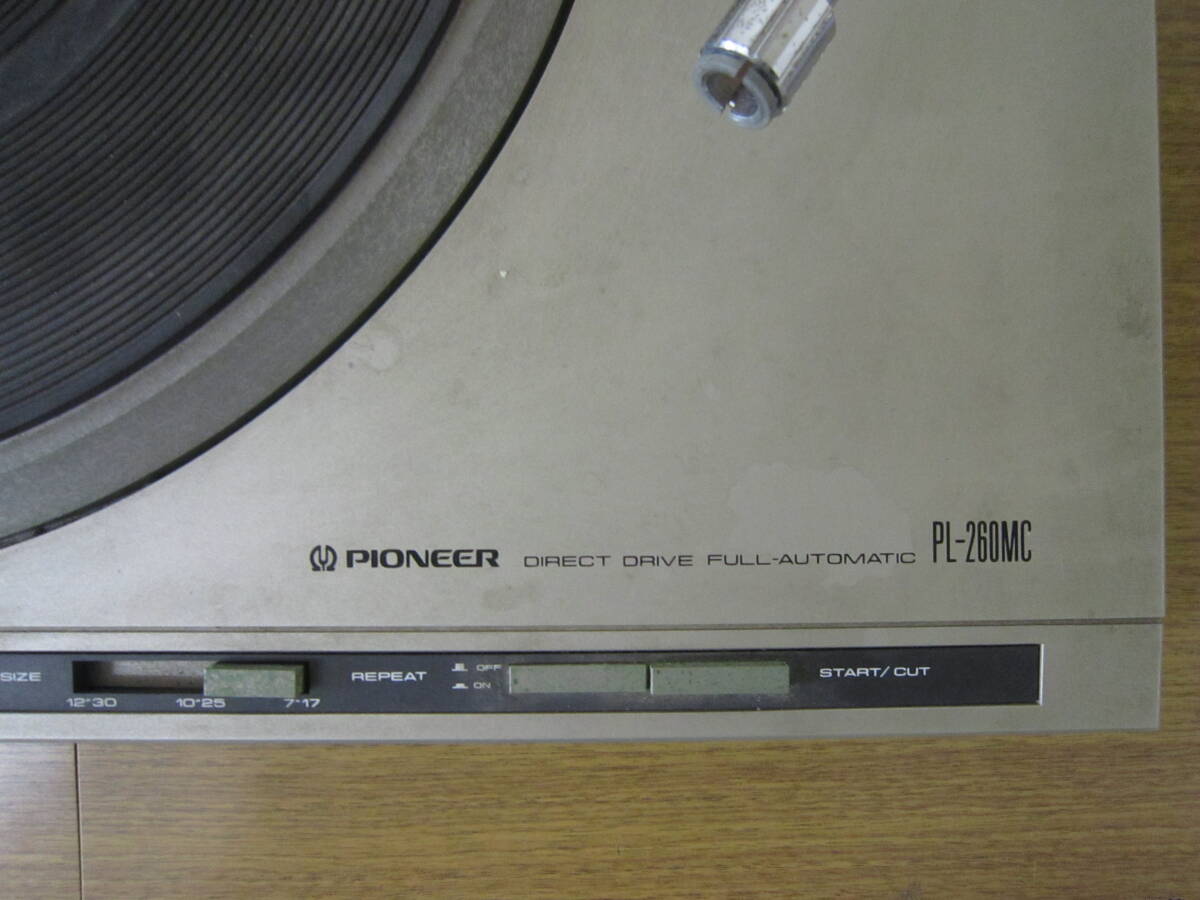 PIONEER DIRECT DRIVE FULL-AUTOMATIC PL-260MC
SIZE REPEAT OFF START/CUT
ON
12"30 10"25 7"17